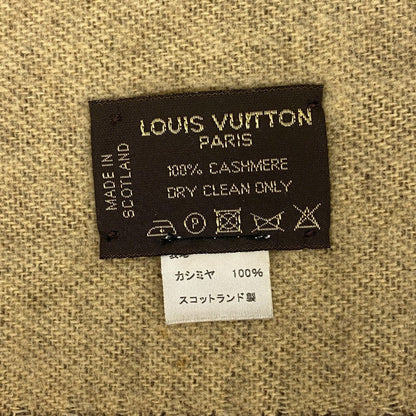 LOUIS VUITTON
PARIS
MADE IN
SCOTLAND
100% CASHMERE
DRY CLEAN ONLY
P
カシミヤ 100%
スコットランド製